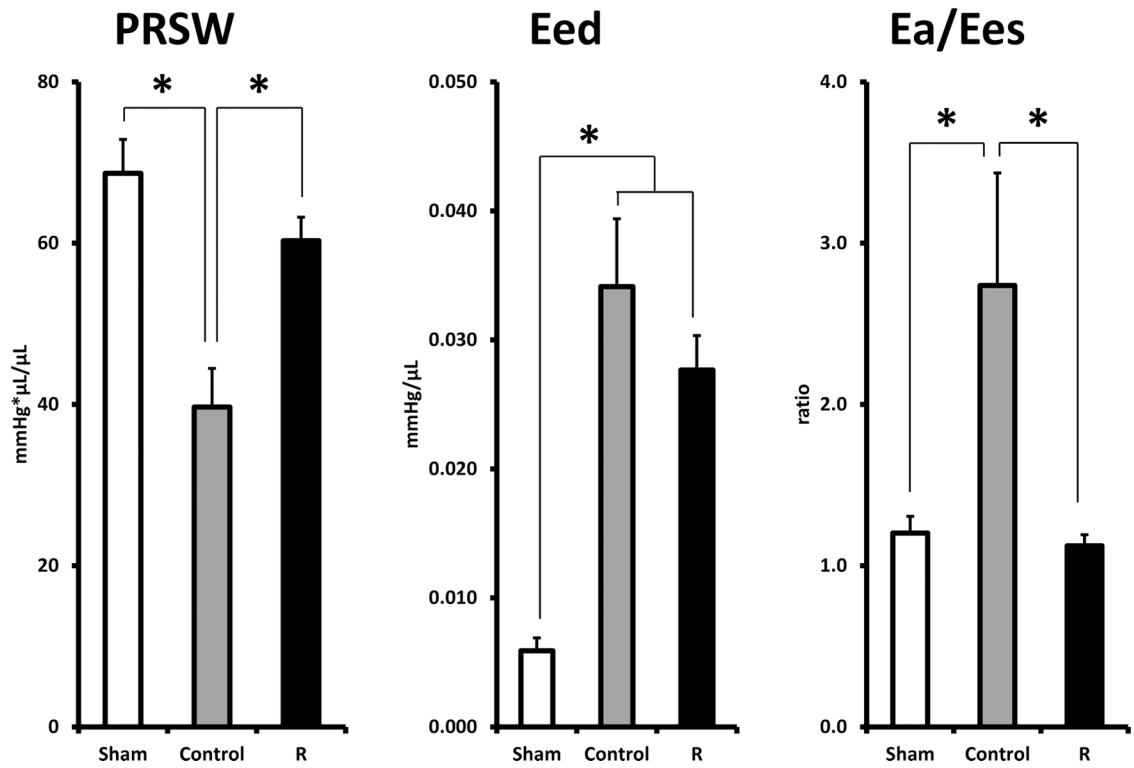 PRSW
*
*
80
60
40
20
0
mmHg*µL/µL
Sham
Control
R
Eed
*
0.050
0.040
0.030
0.020
0.010
0.000
mmHg/µL
Sham
Control
R
Ea/Ees
*
*
4.0
3.0
2.0
1.0
0.0
ratio
Sham
Control
R